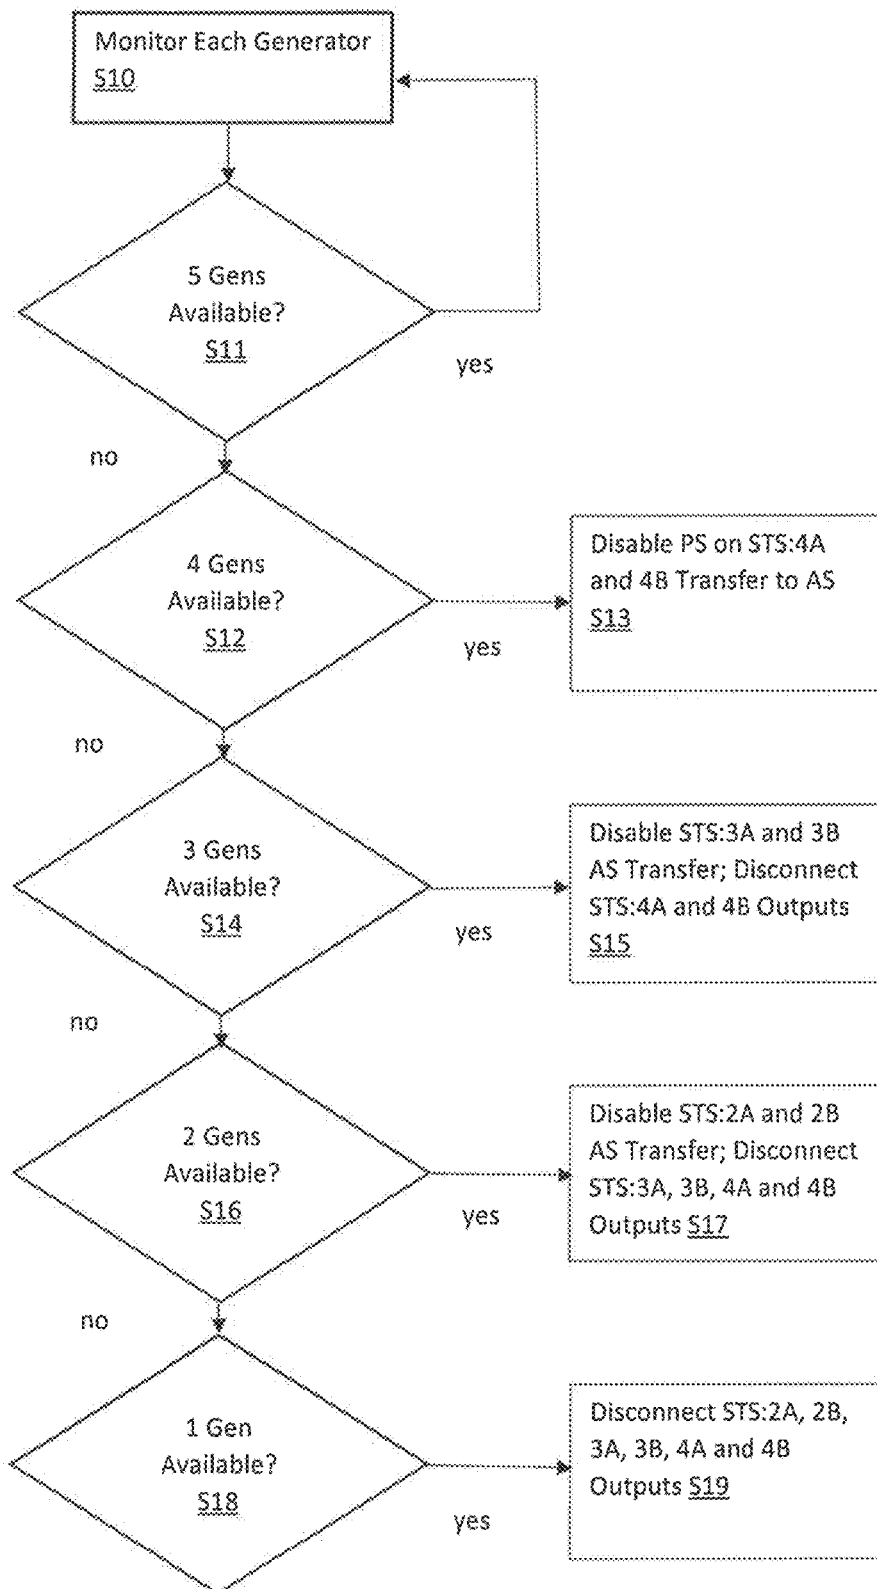 Monitor Each Generator
S10
5 Gens
Available?
S11
yes
no
4 Gens
Available?
S12
yes
Disable PS on STS:4A
and 4B Transfer to AS
S13
no
3 Gens
Available?
S14
yes
Disable STS:3A and 3B
AS Transfer; Disconnect
STS:4A and 4B Outputs
S15
no
2 Gens
Available?
S16
yes
Disable STS:2A and 2B
AS Transfer; Disconnect
STS:3A, 3B, 4A and 4B
Outputs S17
no
1 Gen
Available?
S18
yes
Disconnect STS:2A, 2B,
3A, 3B, 4A and 4B
Outputs S19